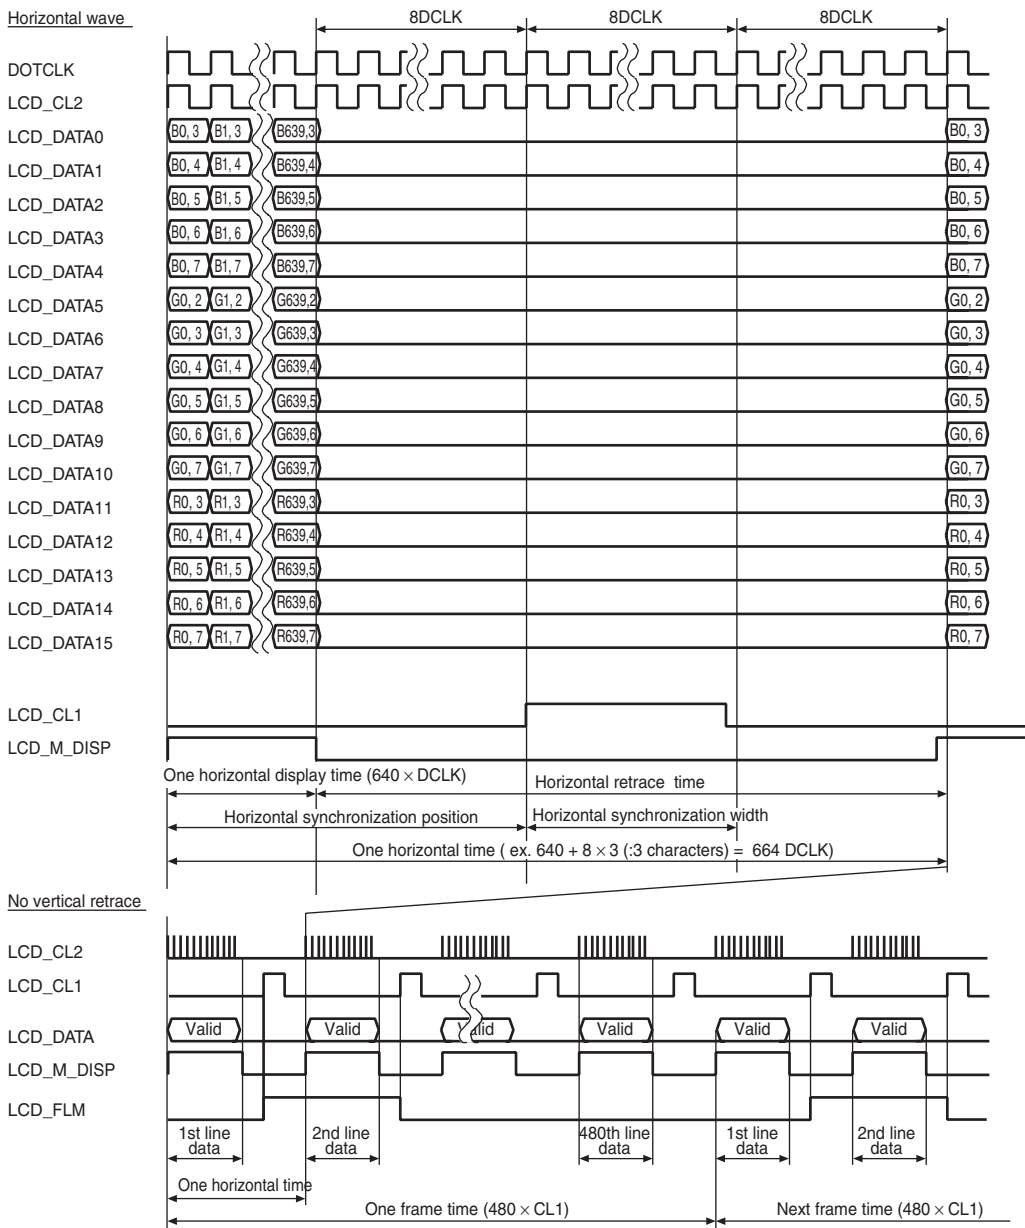 Horizontal wave
8DCLK 8DCLK 8DCLK
DOTCLK
LCD_CL2
LCD_DATA0 B0, 3 B1, 3 B639,3 B0, 3
LCD_DATA1 B0, 4 B1, 4 B639,4 B0, 4
LCD_DATA2 B0, 5 B1, 5 B639,5 B0, 5
LCD_DATA3 B0, 6 B1, 6 B639,6 B0, 6
LCD_DATA4 B0, 7 B1, 7 B639,7 B0, 7
LCD_DATA5 G0, 2 G1, 2 G639,2 G0, 2
LCD_DATA6 G0, 3 G1, 3 G639,3 G0, 3
LCD_DATA7 G0, 4 G1, 4 G639,4 G0, 4
LCD_DATA8 G0, 5 G1, 5 G639,5 G0, 5
LCD_DATA9 G0, 6 G1, 6 G639,6 G0, 6
LCD_DATA10 G0, 7 G1, 7 G639,7 G0, 7
LCD_DATA11 R0, 3 R1, 3 R639,3 R0, 3
LCD_DATA12 R0, 4 R1, 4 R639,4 R0, 4
LCD_DATA13 R0, 5 R1, 5 R639,5 R0, 5
LCD_DATA14 R0, 6 R1, 6 R639,6 R0, 6
LCD_DATA15 R0, 7 R1, 7 R639,7 R0, 7
LCD_CL1
LCD_M_DISP
One horizontal display time (640 × DCLK)
Horizontal retrace time
Horizontal synchronization position
Horizontal synchronization width
One horizontal time ( ex. 640 + 8 × 3 (:3 characters) = 664 DCLK)
No vertical retrace
LCD_CL2
LCD_CL1
LCD_DATA Valid Valid Valid Valid Valid Valid
LCD_M_DISP
LCD_FLM
1st line data
2nd line data
480th line data
1st line data
2nd line data
One horizontal time
One frame time (480 × CL1)
Next frame time (480 × CL1)